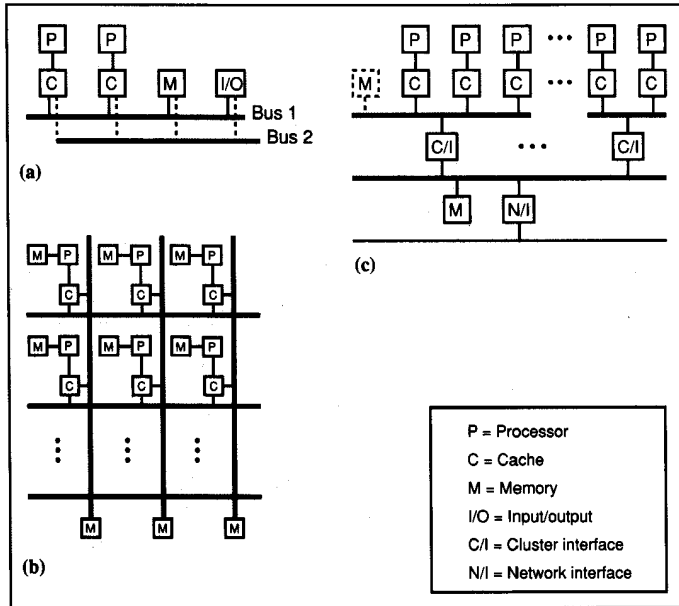 P P
C C M I/O
Bus 1
Bus 2
(a)
P P P P P
M C C C C C
C/I C/I
M N/I
(c)
M P M P M P
C C C
M P M P M P
C C C
M M M
(b)
P = Processor
C = Cache
M = Memory
I/O = Input/output
C/I = Cluster interface
N/I = Network interface